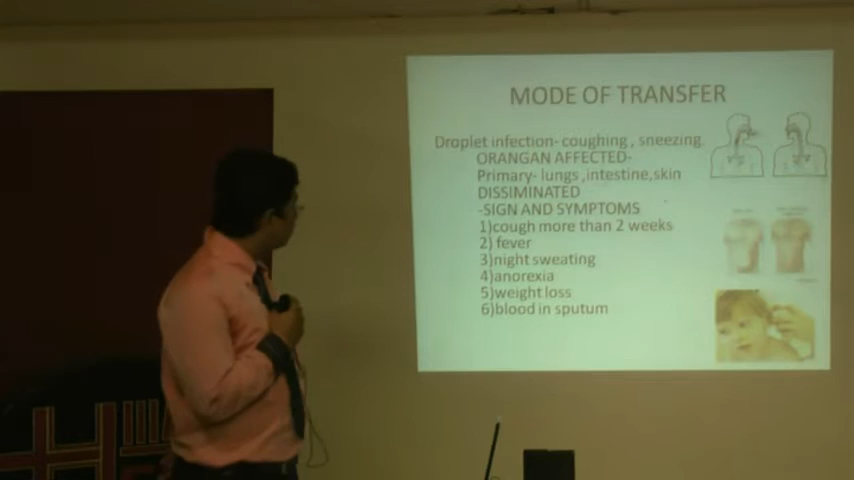 MODE OF TRANSFER
Droplet infection- coughing , sneezing.
ORANGAN AFFECTED-
Primary- lungs ,intestine,skin
DISSIMINATED
-SIGN AND SYMPTOMS
1)cough more than 2 weeks
2) fever
3)night sweating
4)anorexia
5)weight loss
6)blood in sputum